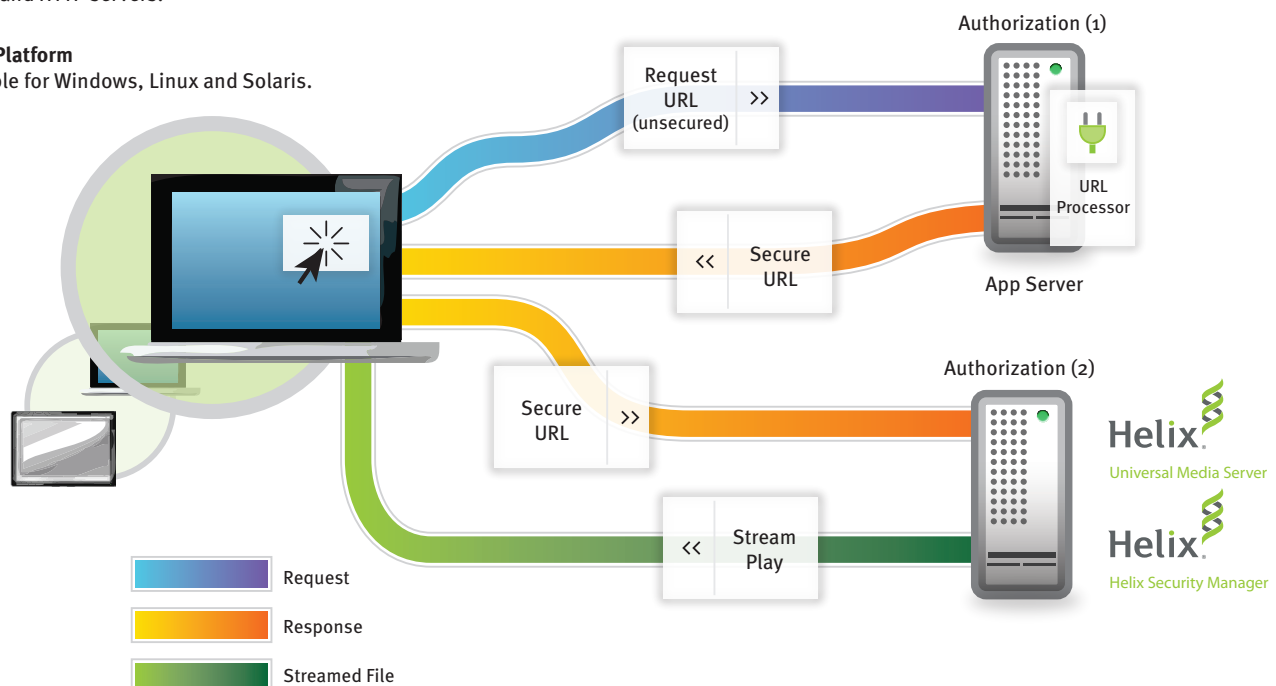 Platform
ble for Windows, Linux and Solaris.
Authorization (1)
Request
URL
(unsecured)
>>
URL
Processor
<<
Secure
URL
App Server
Authorization (2)
Secure
URL
>>
Helix
Universal Media Server
<<
Stream
Play
Helix
Helix Security Manager
Request
Response
Streamed File